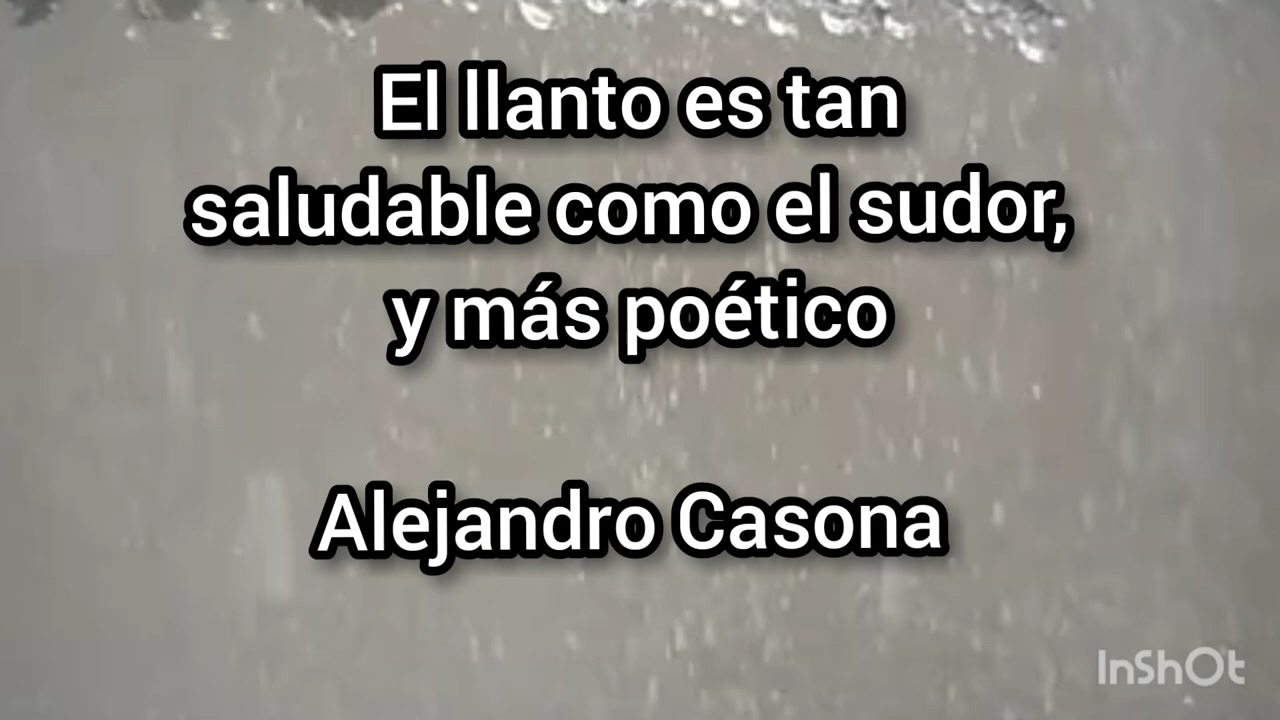 El llanto es tan
saludable como el sudor,
y más poético
Alejandro Casona
InShOt